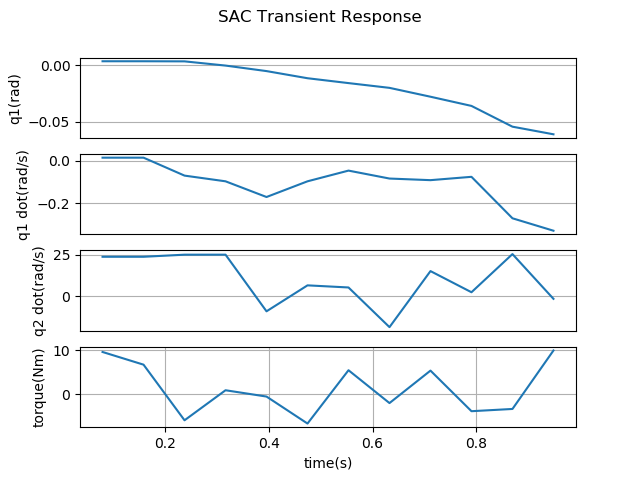 SAC Transient Response
q1(rad)
0.00
−0.05
q1 dot(rad/s)
0.0
−0.2
q2 dot(rad/s)
25
0
torque(Nm)
10
0
0.2 0.4 0.6 0.8
time(s)